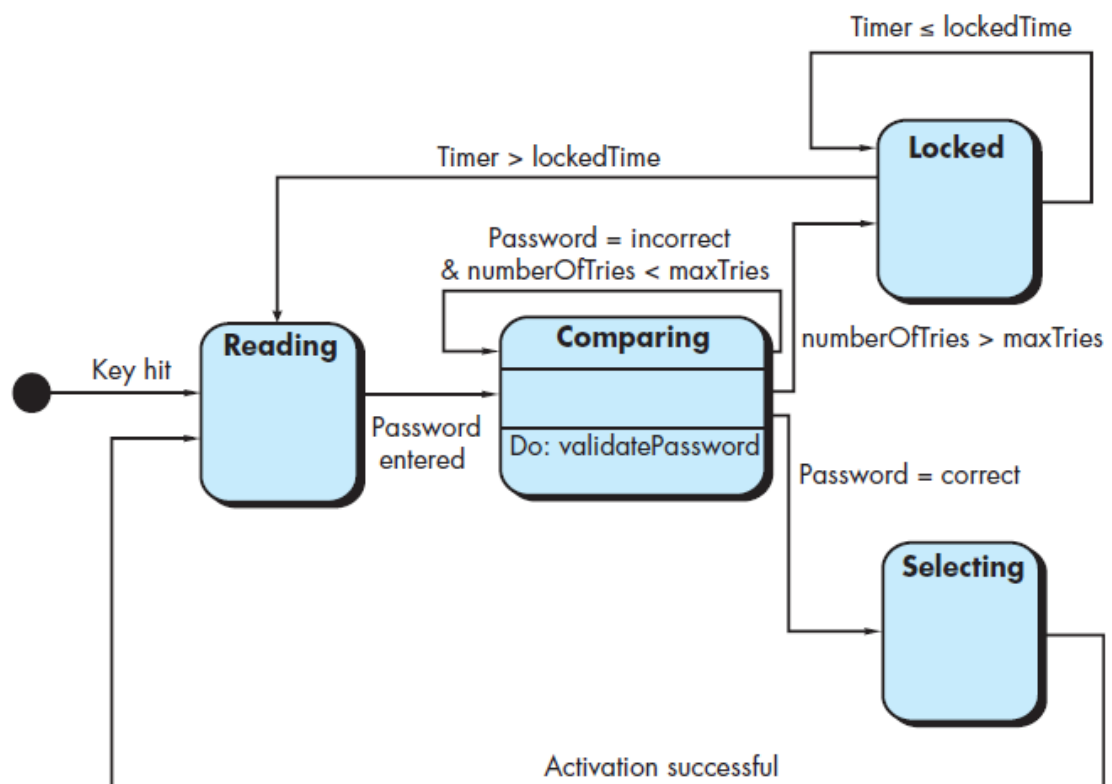 Timer ≤ lockedTime
Locked
Timer > lockedTime
Password = incorrect
& numberOfTries < maxTries
Reading
Comparing
numberOfTries > maxTries
Key hit
Password
entered
Do: validatePassword
Password = correct
Selecting
Activation successful